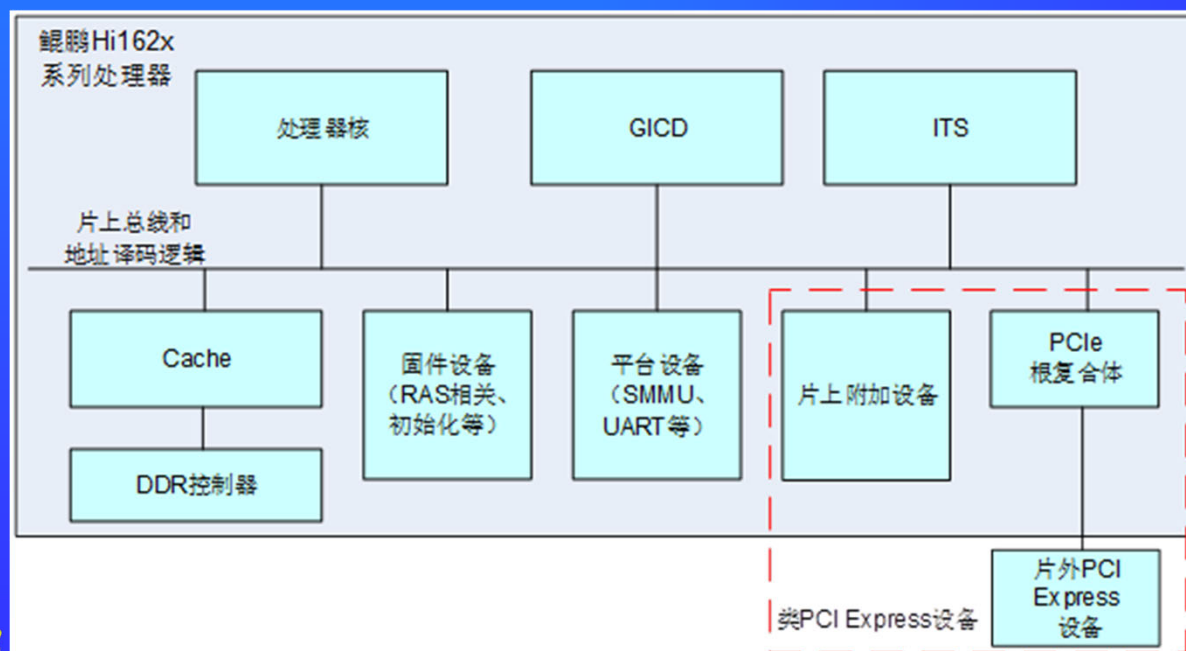 鲲鹏Hi162x
系列处理器
处理器核
GICD
ITS
片上总线和
地址译码逻辑
Cache
固件设备
（RAS相关、
初始化等）
平台设备
（SMMU、
UART等）
片上附加设备
PCIe
根复合体
DDR控制器
片外PCI
Express
设备
类PCI Express设备